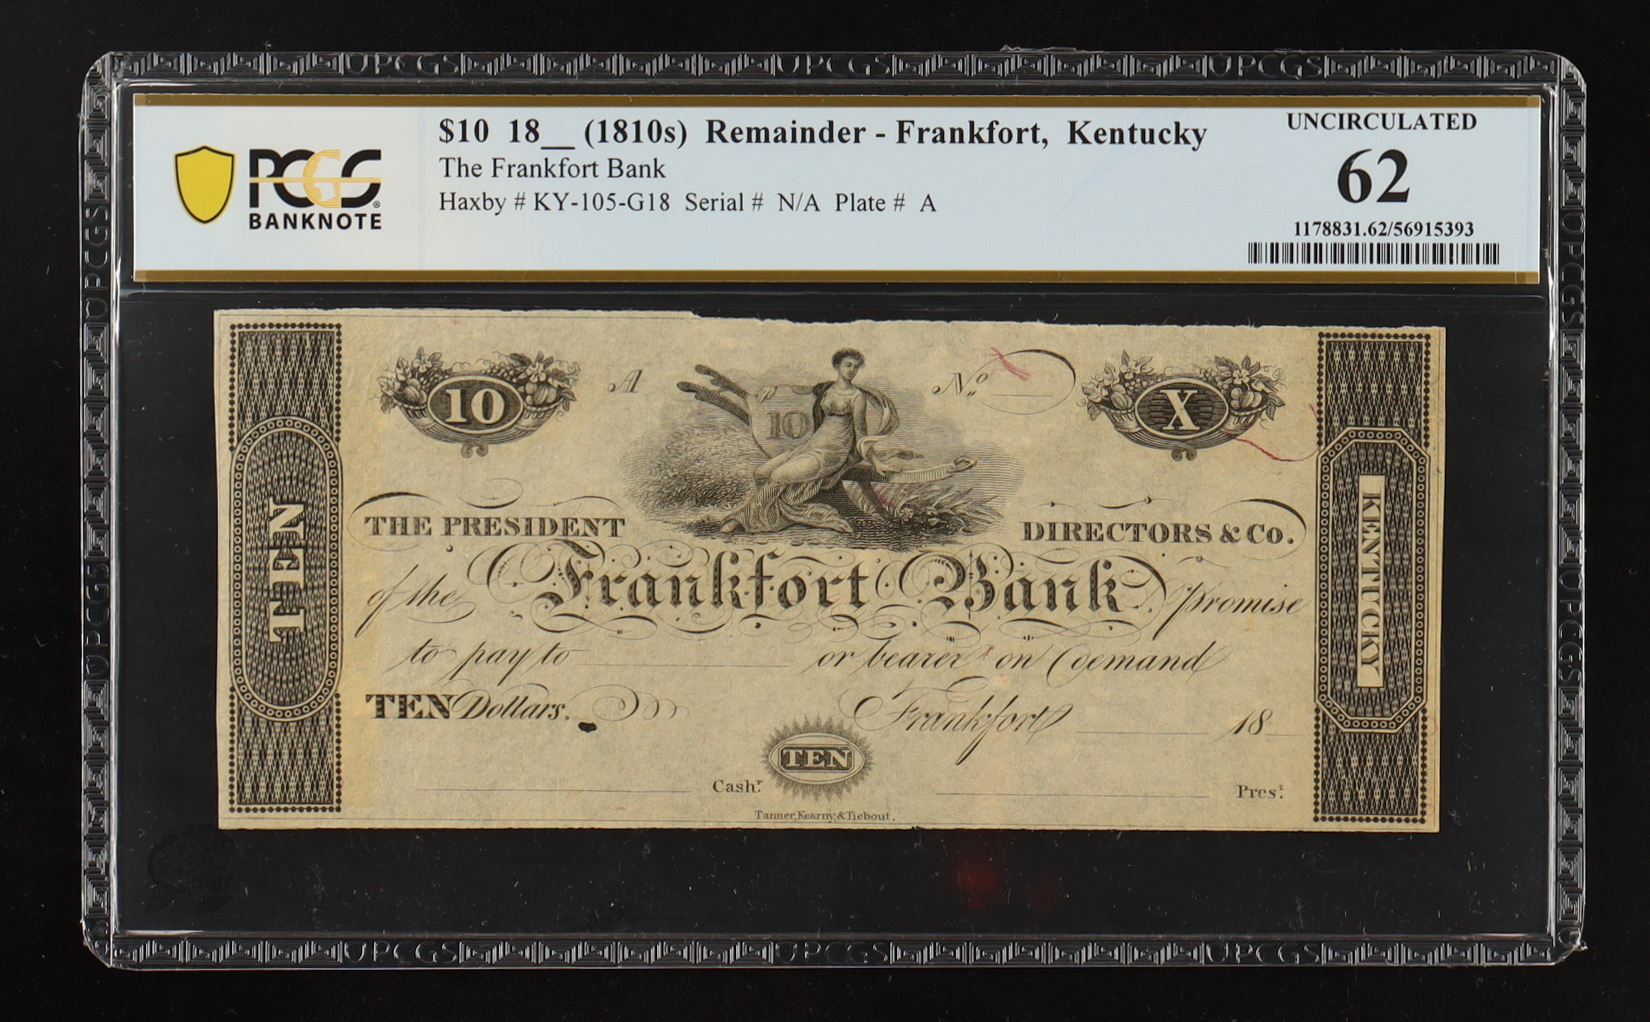 $10 18__ (1810s) Remainder - Frankfort, Kentucky
The Frankfort Bank
Haxby # KY-105-G18 Serial # N/A Plate # A
PCGS
BANKNOTE
UNCIRCULATED
62
1178831.62/56915393
10
A
10
No.
X
THE PRESIDENT
DIRECTORS & Co.
of the Frankfort Bank promise
to pay to or bearer on demand
TEN Dollars.
Frankfort 18
TEN
Cashr.
Prest.
Tanner, Kearny & Tiebout.
TEN
KENTUCKY